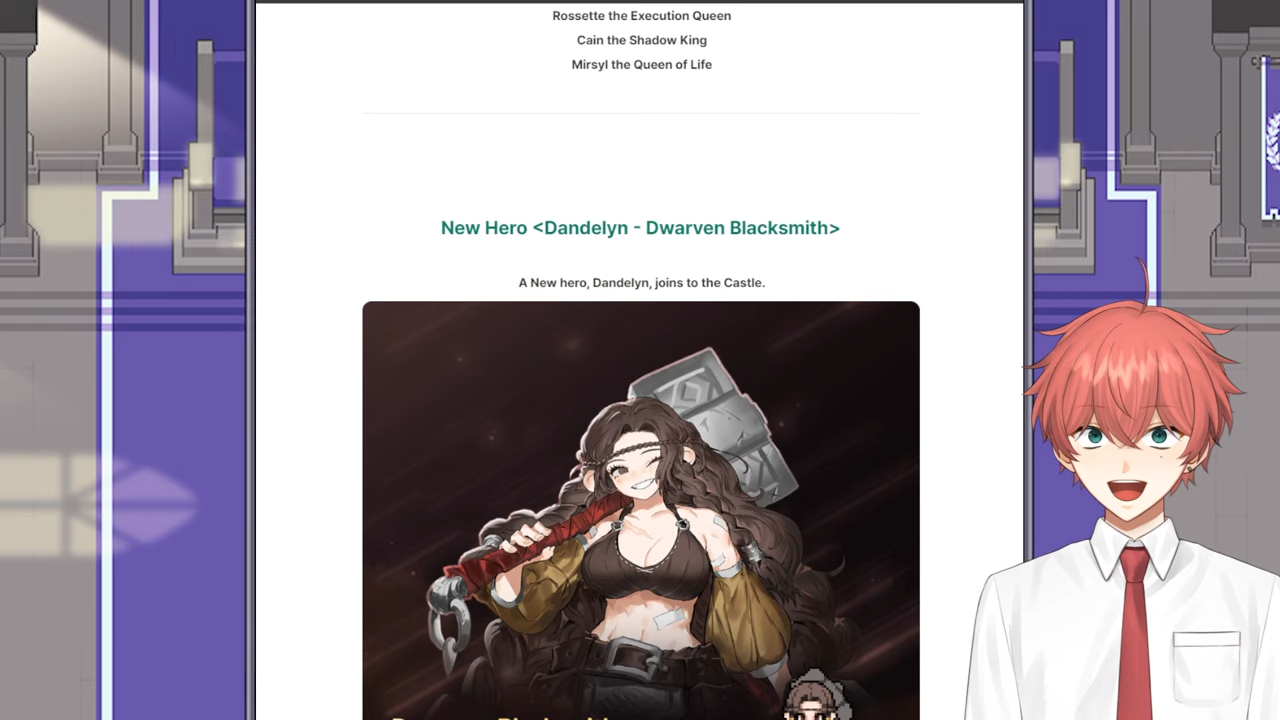 Rossette the Execution Queen
Cain the Shadow King
Mirsyl the Queen of Life
New Hero <Dandelyn - Dwarven Blacksmith>
A New hero, Dandelyn, joins to the Castle.